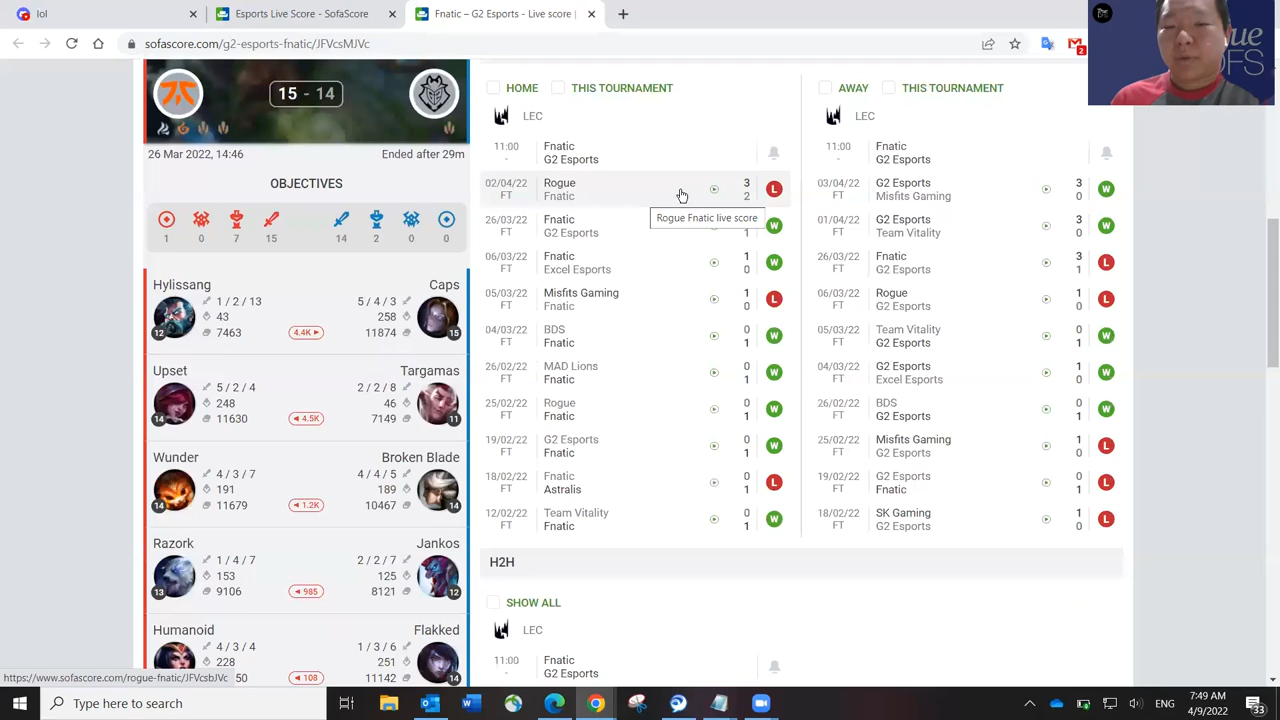 lol
Esports Live Score - SofaScore
Fnatic – G2 Esports - Live score |
sofascore.com/g2-esports-fnatic/JFVcsMJVc
2
DFS
15 - 14
26 Mar 2022, 14:46
Ended after 29m
OBJECTIVES
1 0 7 15 14 2 0 0
Hylissang
Caps
1 / 2 / 13
5 / 4 / 3
43
258
12
7463
4.4K
11874
15
Upset
Targamas
5 / 2 / 4
2 / 2 / 8
248
46
14
11630
4.5K
7149
11
Wunder
Broken Blade
4 / 3 / 7
4 / 4 / 5
191
189
14
11679
1.2K
10467
14
Razork
Jankos
1 / 4 / 7
2 / 2 / 7
153
125
13
9106
985
8121
12
Humanoid
Flakked
4 / 3 / 4
1 / 3 / 6
228
251
50
108
11142
14
HOME THIS TOURNAMENT
LEC
11:00 Fnatic
- G2 Esports
02/04/22 Rogue 3
FT Fnatic 2 L
Rogue Fnatic live score
26/03/22 Fnatic
FT G2 Esports 1 W
06/03/22 Fnatic 1
FT Excel Esports 0 W
05/03/22 Misfits Gaming 1
FT Fnatic 0 L
04/03/22 BDS 0
FT Fnatic 1 W
26/02/22 MAD Lions 0
FT Fnatic 1 W
25/02/22 Rogue 0
FT Fnatic 1 W
19/02/22 G2 Esports 0
FT Fnatic 1 W
18/02/22 Fnatic 0
FT Astralis 1 L
12/02/22 Team Vitality 0
FT Fnatic 1 W
AWAY THIS TOURNAMENT
LEC
11:00 Fnatic
- G2 Esports
03/04/22 G2 Esports 3
FT Misfits Gaming 0 W
01/04/22 G2 Esports 3
FT Team Vitality 0 W
26/03/22 Fnatic 3
FT G2 Esports 1 L
06/03/22 Rogue 1
FT G2 Esports 0 L
05/03/22 Team Vitality 0
FT G2 Esports 1 W
04/03/22 G2 Esports 1
FT Excel Esports 0 W
26/02/22 BDS 0
FT G2 Esports 1 W
25/02/22 Misfits Gaming 1
FT G2 Esports 0 L
19/02/22 G2 Esports 0
FT Fnatic 1 L
18/02/22 SK Gaming 1
FT G2 Esports 0 L
H2H
SHOW ALL
LEC
11:00 Fnatic
- G2 Esports
https://www.sofascore.com/rogue-fnatic/JFVcsbJVc
Type here to search
ENG
7:49 AM
4/9/2022
33